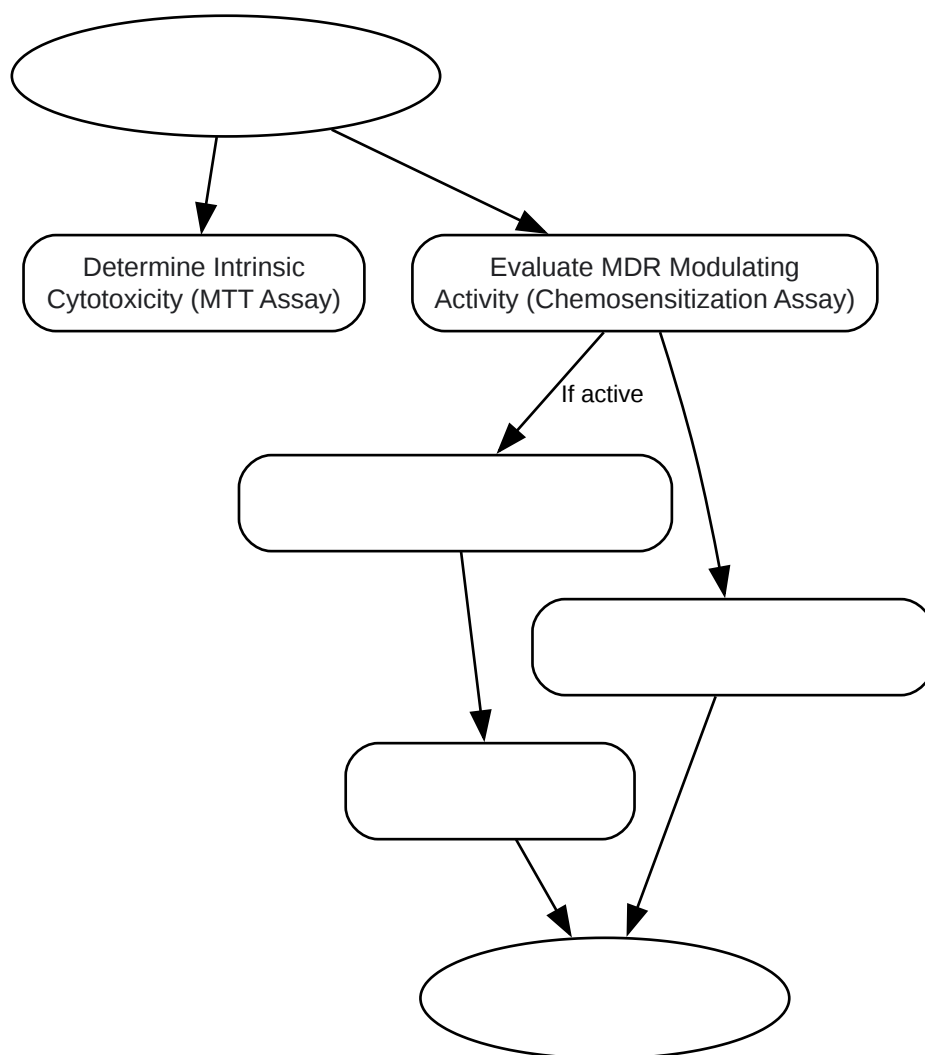 Determine Intrinsic
Cytotoxicity (MTT Assay)
Evaluate MDR Modulating
Activity (Chemosensitization Assay)
If active